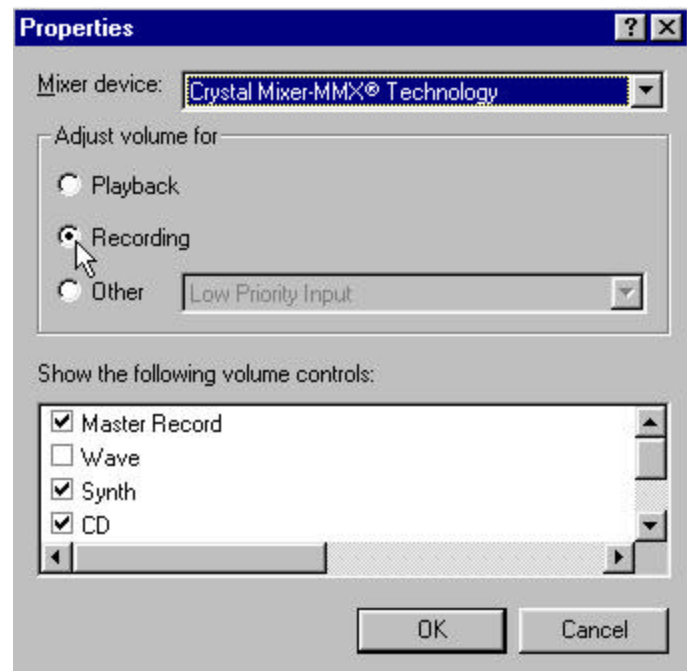 Properties
Mixer device: Crystal Mixer-MMX® Technology
Adjust volume for
Playback
Recording
Other Low Priority Input
Show the following volume controls:
Master Record
Wave
Synth
CD
OK Cancel